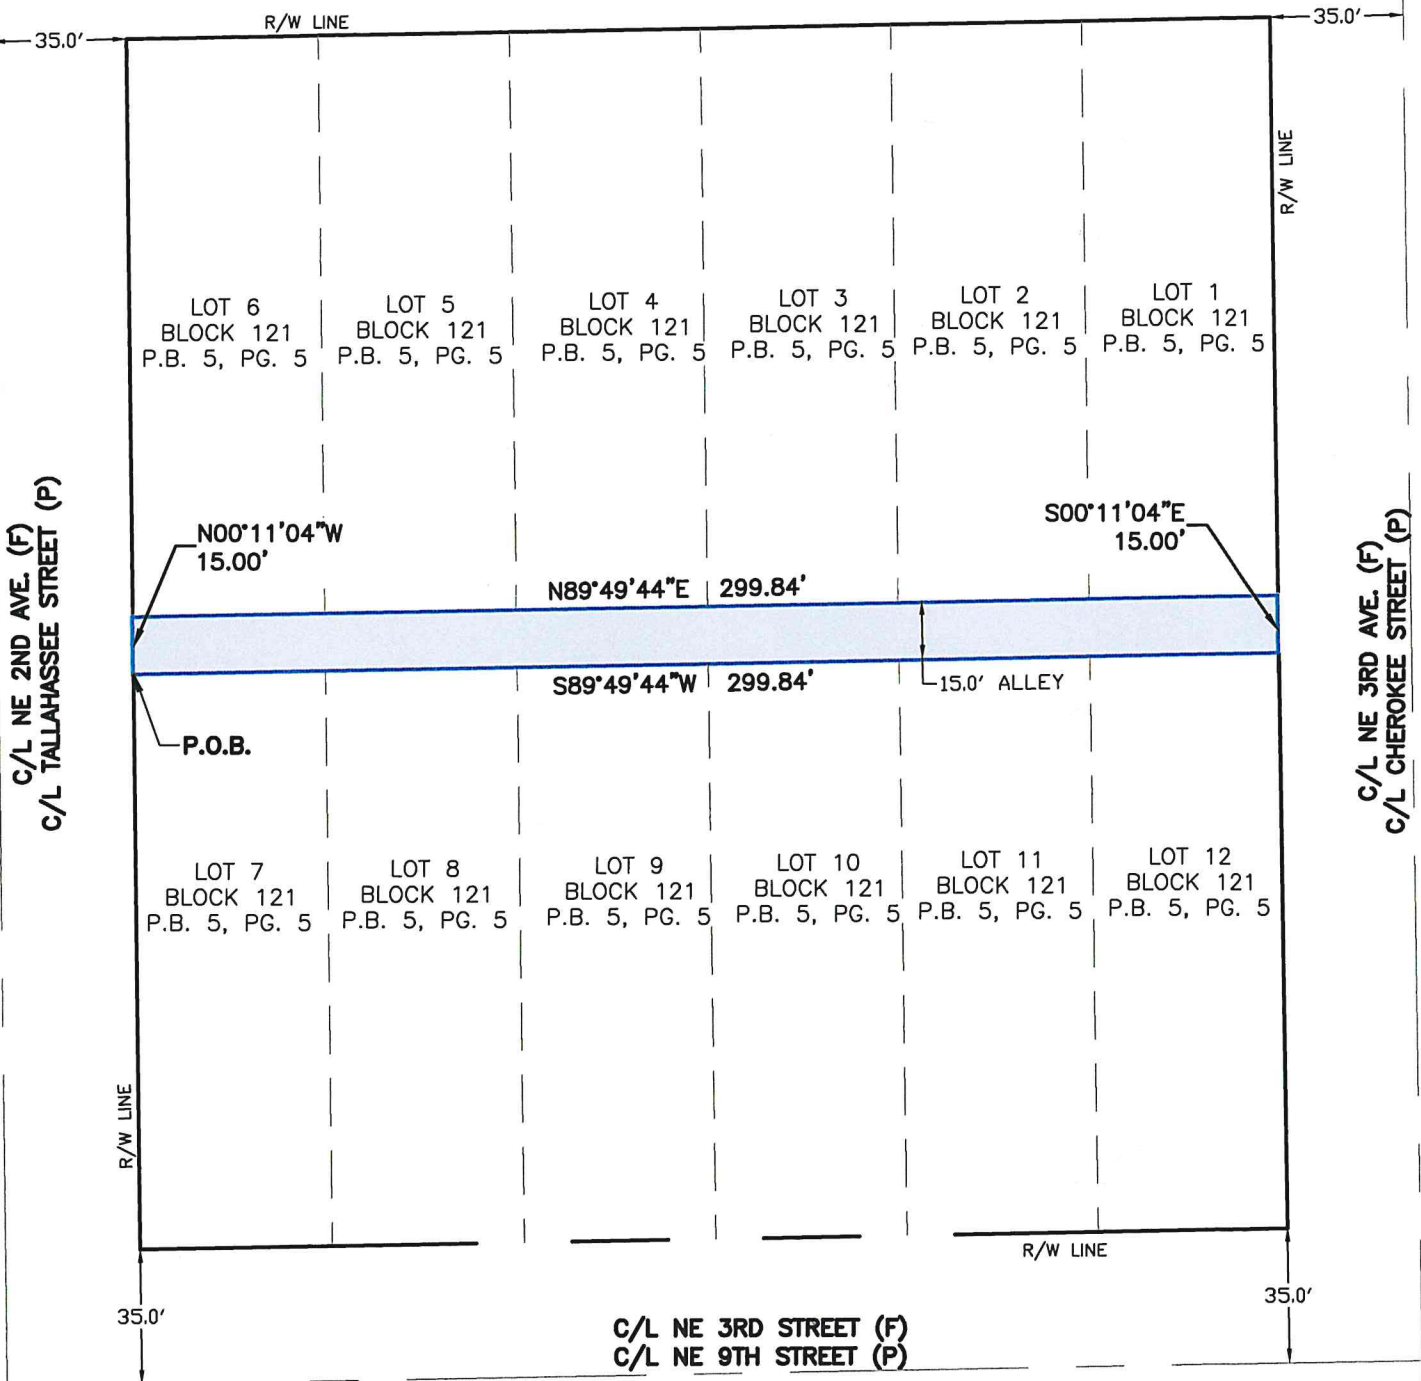 R/W LINE
35.0'
35.0'
R/W LINE
LOT 6
BLOCK 121
P.B. 5, PG. 5
LOT 5
BLOCK 121
P.B. 5, PG. 5
LOT 4
BLOCK 121
P.B. 5, PG. 5
LOT 3
BLOCK 121
P.B. 5, PG. 5
LOT 2
BLOCK 121
P.B. 5, PG. 5
LOT 1
BLOCK 121
P.B. 5, PG. 5
C/L NE 2ND AVE. (F)
C/L TALLAHASSEE STREET (P)
N00°11'04"W
15.00'
S00°11'04"E
15.00'
N89°49'44"E 299.84'
S89°49'44"W 299.84'
15.0' ALLEY
P.O.B.
C/L NE 3RD AVE. (F)
C/L CHEROKEE STREET (P)
LOT 7
BLOCK 121
P.B. 5, PG. 5
LOT 8
BLOCK 121
P.B. 5, PG. 5
LOT 9
BLOCK 121
P.B. 5, PG. 5
LOT 10
BLOCK 121
P.B. 5, PG. 5
LOT 11
BLOCK 121
P.B. 5, PG. 5
LOT 12
BLOCK 121
P.B. 5, PG. 5
R/W LINE
R/W LINE
35.0'
35.0'
C/L NE 3RD STREET (F)
C/L NE 9TH STREET (P)